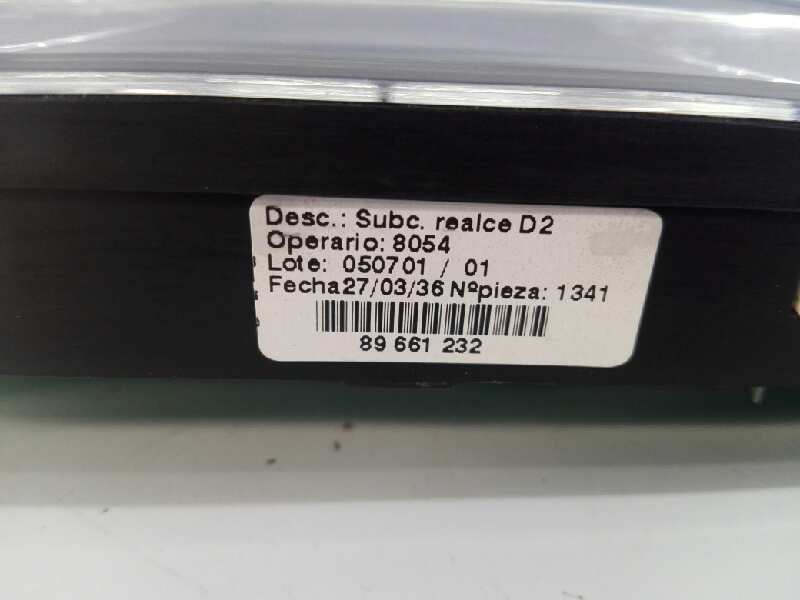 Desc.: Subc. realce D2
Operario: 8054
Lote: 050701 / 01
Fecha27/03/36 Nºpieza: 1341
89 661 232